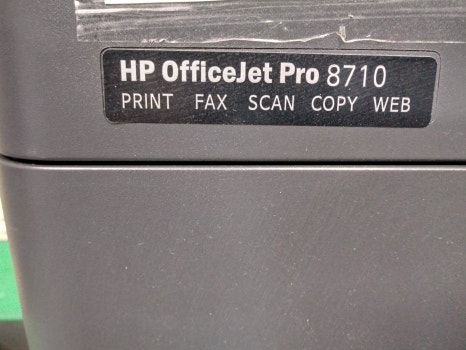 HP OfficeJet Pro 8710
PRINT FAX SCAN COPY WEB